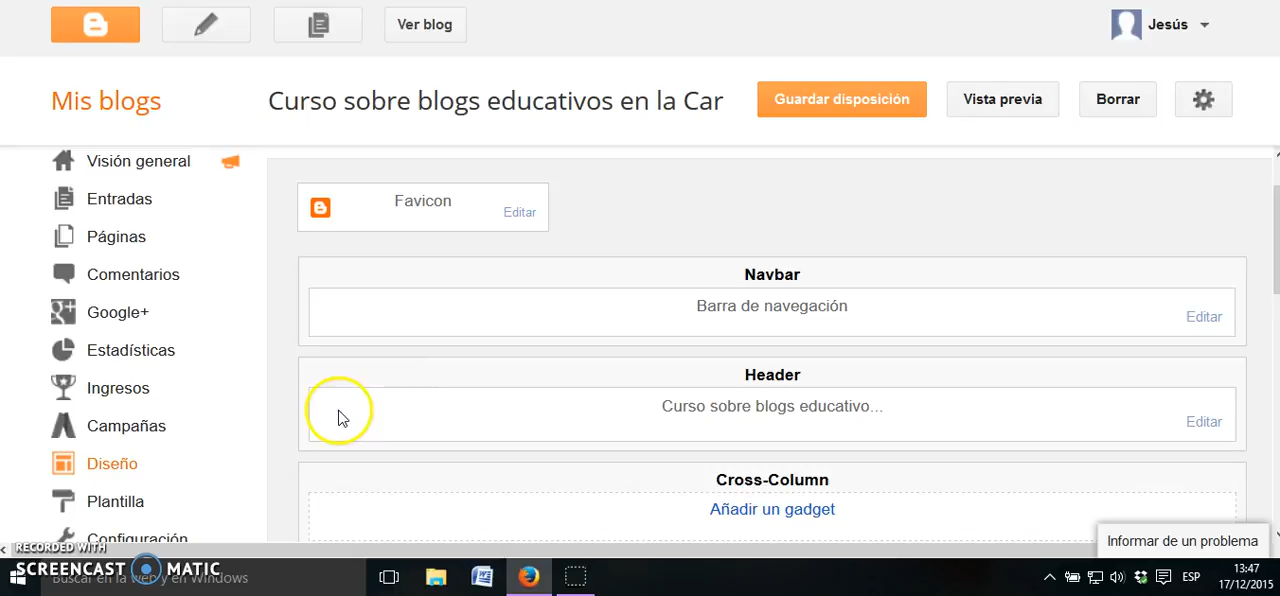 Ver blog
Jesús
Mis blogs
Curso sobre blogs educativos en la Car
Guardar disposición
Vista previa
Borrar
Visión general
Entradas
Páginas
Comentarios
Google+
Estadísticas
Ingresos
Campañas
Diseño
Plantilla
Configuración
Favicon
Editar
Navbar
Barra de navegación
Editar
Header
Curso sobre blogs educativo...
Editar
Cross-Column
Añadir un gadget
Informar de un problema
RECORDED WITH
SCREENCAST MATIC
Buscar en la web y en Windows
ESP
13:47
17/12/2015